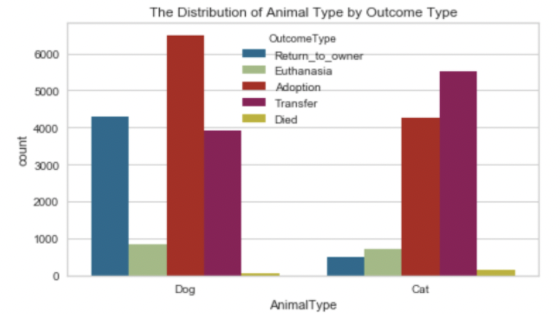 The Distribution of Animal Type by Outcome Type
OutcomeType
Return_to_owner
Euthanasia
Adoption
Transfer
Died
6000
5000
4000
3000
2000
1000
0
count
Dog
Cat
AnimalType